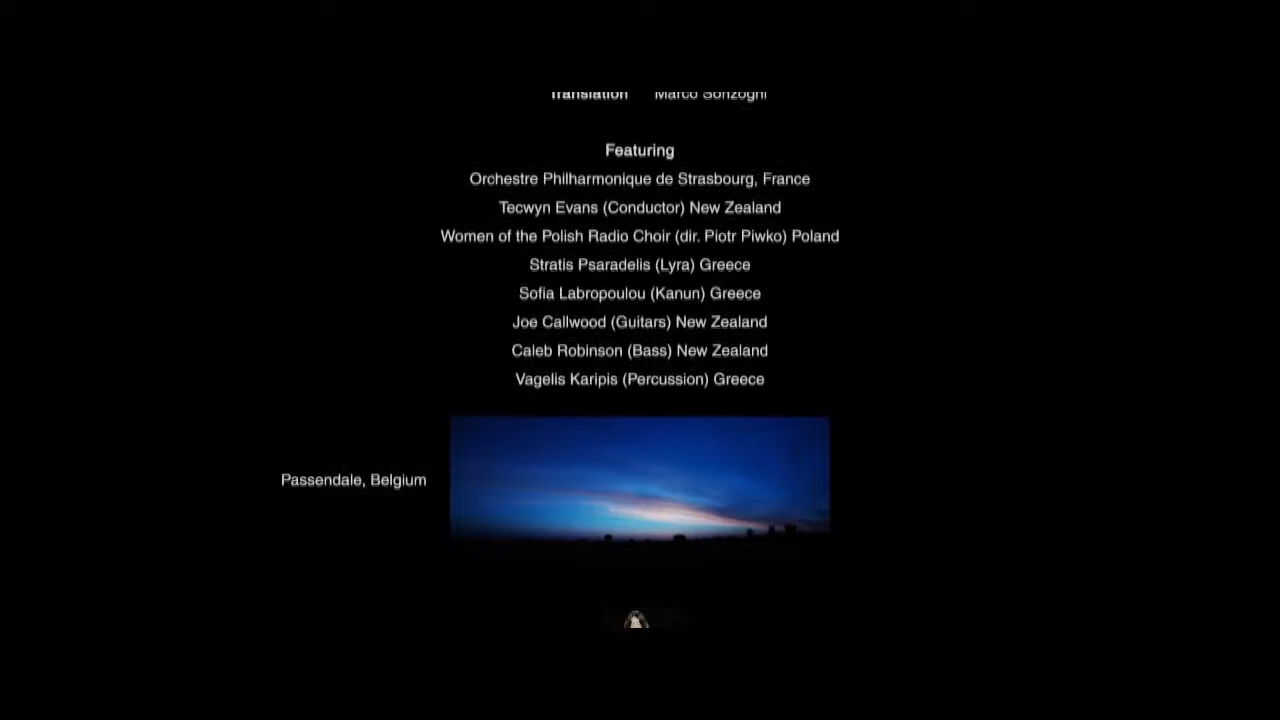 Translation Marco Sonzogni
Featuring
Orchestre Philharmonique de Strasbourg, France
Tecwyn Evans (Conductor) New Zealand
Women of the Polish Radio Choir (dir. Piotr Piwko) Poland
Stratis Psaradelis (Lyra) Greece
Sofia Labropoulou (Kanun) Greece
Joe Callwood (Guitars) New Zealand
Caleb Robinson (Bass) New Zealand
Vagelis Karipis (Percussion) Greece
Passendale, Belgium